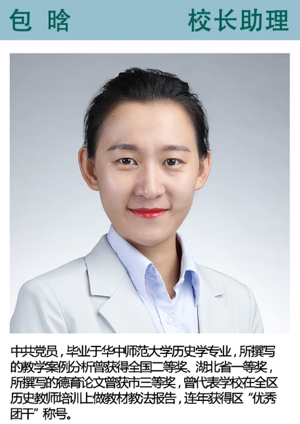 包 晗 校长助理
中共党员，毕业于华中师范大学历史学专业，所撰写
的教学案例分析曾获得全国二等奖、湖北省一等奖，
所撰写的德育论文曾获市三等奖，曾代表学校在全区
历史教师培训上做教材教法报告，连年获得区“优秀
团干”称号。